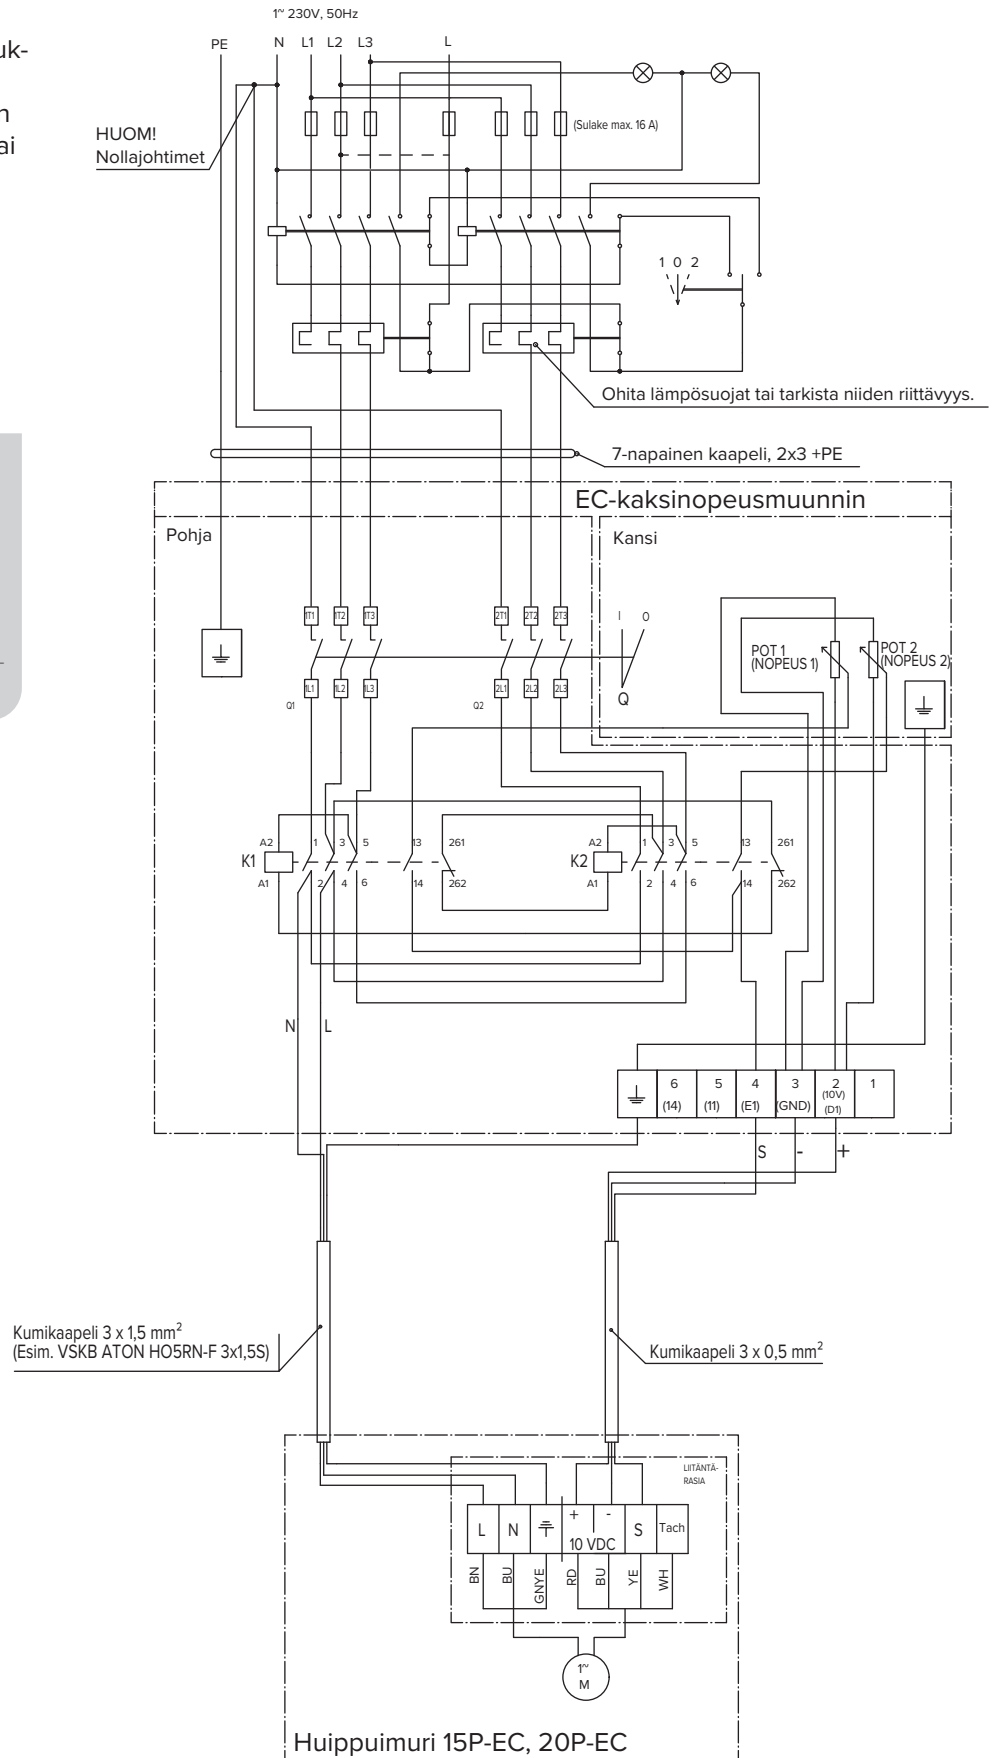 1~ 230V, 50Hz
PE N L1 L2 L3 L
uk-
n
ai
HUOM!
Nollajohtimet
(Sulake max. 16 A)
1 0 2
Ohita lämpösuojat tai tarkista niiden riittävyys.
7-napainen kaapeli, 2x3 +PE
EC-kaksinopeusmuunnin
Pohja
Kansi
1T1 1T2 1T3 2T1 2T2 2T3
I O
Q
POT 1
(NOPEUS 1)
POT 2
(NOPEUS 2)
1L1 1L2 1L3 2L1 2L2 2L3
Q1 Q2
A2 1 3 5 13 261 A2 1 3 5 13 261
K1 K2
A1 2 4 6 14 262 A1 2 4 6 14 262
N L
6 5 4 3 2 1
(10V)
(14) (11) (E1) (GND) (D1)
S - +
Kumikaapeli 3 x 1,5 mm²
(Esim. VSKB ATON HO5RN-F 3x1,5S)
Kumikaapeli 3 x 0,5 mm²
LIITÄNTÄ-
RASIA
L N + - S Tach
10 VDC
BN BU GNYE RD BU YE WH
1~
M
Huippuimuri 15P-EC, 20P-EC